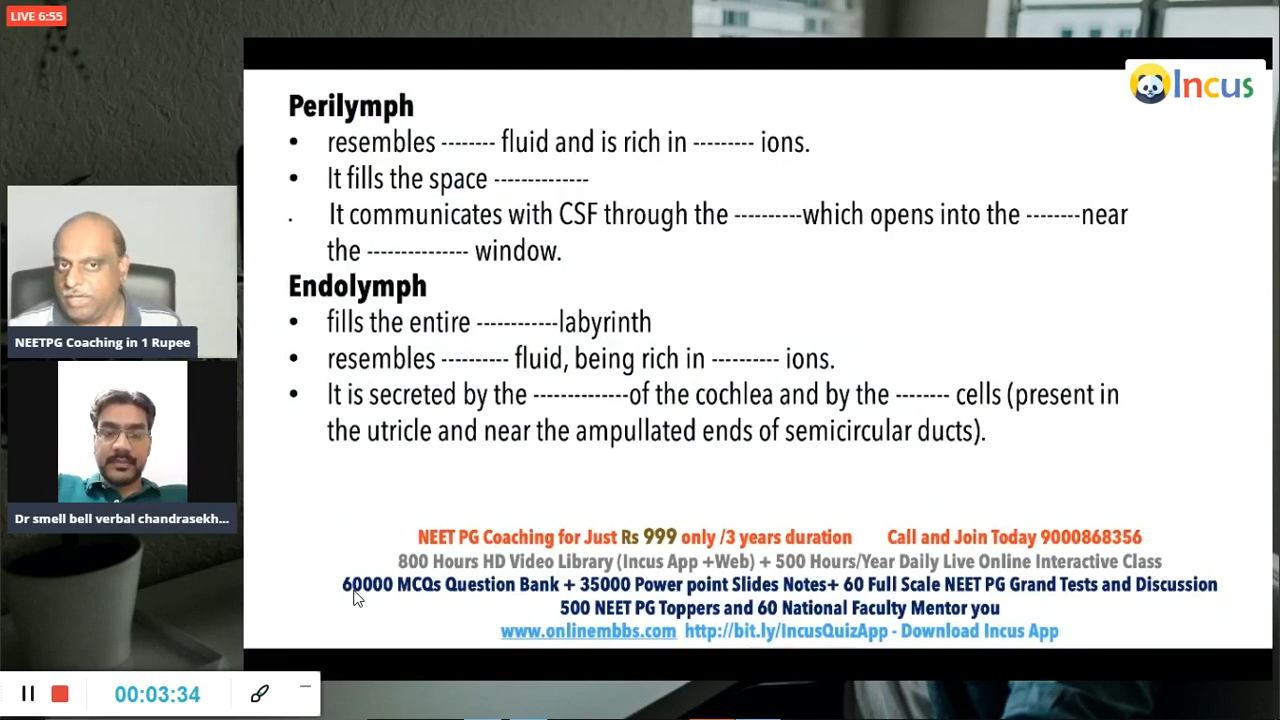 LIVE 6:55
Incus
Perilymph
• resembles -------- fluid and is rich in --------- ions.
• It fills the space --------------
. It communicates with CSF through the ----------which opens into the --------near
the --------------- window.
Endolymph
• fills the entire ------------labyrinth
• resembles ---------- fluid, being rich in ---------- ions.
• It is secreted by the --------------of the cochlea and by the -------- cells (present in
the utricle and near the ampullated ends of semicircular ducts).
NEETPG Coaching in 1 Rupee
Dr smell bell verbal chandrasekh...
NEET PG Coaching for Just Rs 999 only /3 years duration Call and Join Today 9000868356
800 Hours HD Video Library (Incus App +Web) + 500 Hours/Year Daily Live Online Interactive Class
60000 MCQs Question Bank + 35000 Power point Slides Notes+ 60 Full Scale NEET PG Grand Tests and Discussion
500 NEET PG Toppers and 60 National Faculty Mentor you
www.onlinembbs.com http://bit.ly/IncusQuizApp - Download Incus App
00:03:34